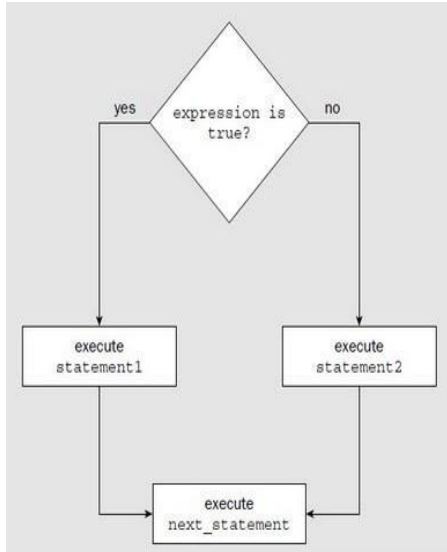 expression is
true?
yes
no
execute
statement1
execute
statement2
execute
next_statement